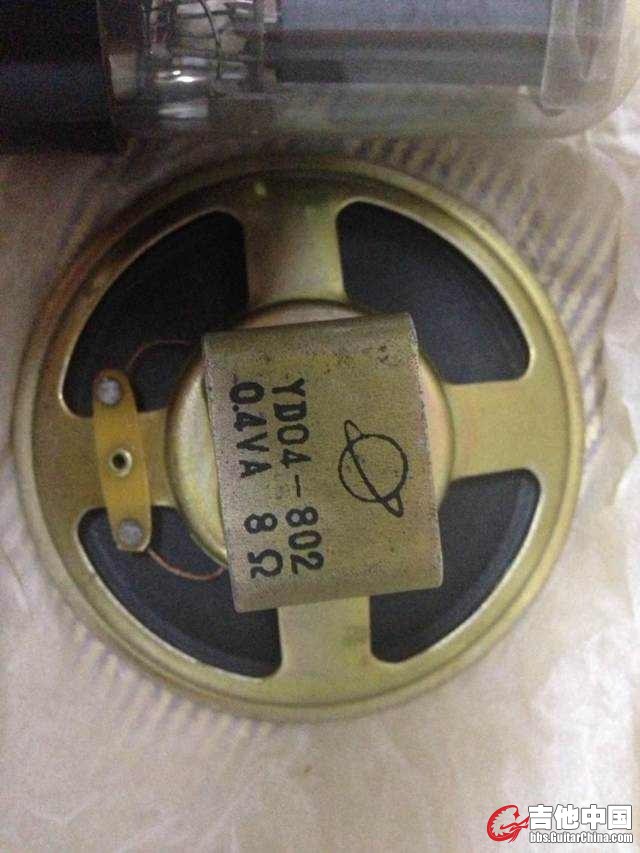 YD04-802
0.4VA 8Ω
吉他中国
bbs.GuitarChina.com